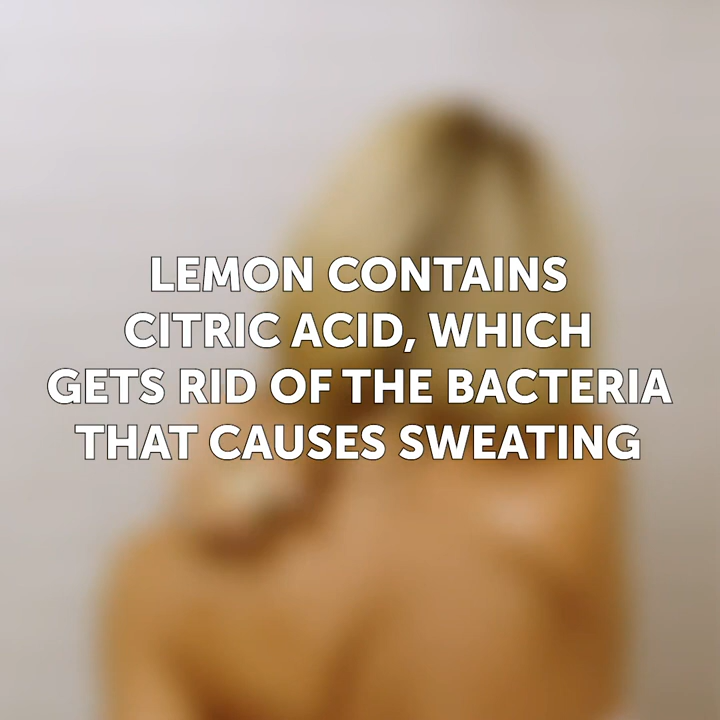 LEMON CONTAINS
CITRIC ACID, WHICH
GETS RID OF THE BACTERIA
THAT CAUSES SWEATING